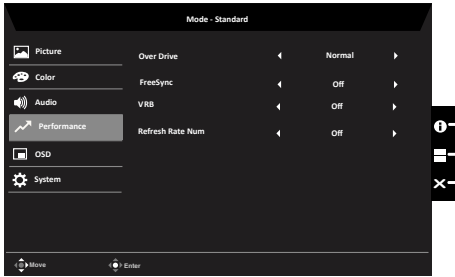 Mode - Standard
Picture
Color
Audio
Performance
OSD
System
Over Drive Normal
FreeSync Off
VRB Off
Refresh Rate Num Off
Move Enter